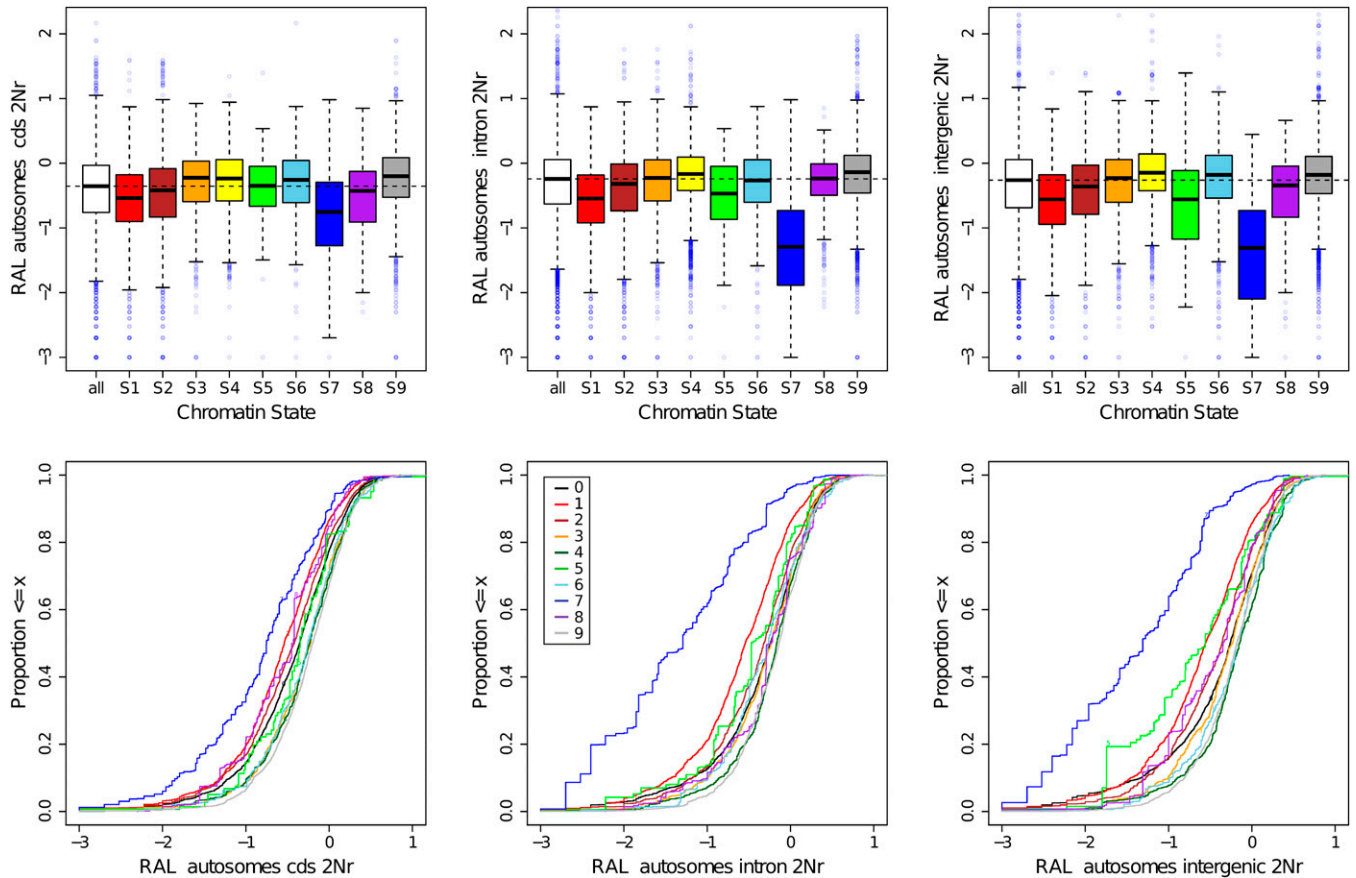 RAL autosomes cds 2Nr
2
1
0
−1
−2
−3
all S1 S2 S3 S4 S5 S6 S7 S8 S9
Chromatin State
RAL autosomes intron 2Nr
2
1
0
−1
−2
−3
all S1 S2 S3 S4 S5 S6 S7 S8 S9
Chromatin State
RAL autosomes intergenic 2Nr
2
1
0
−1
−2
−3
all S1 S2 S3 S4 S5 S6 S7 S8 S9
Chromatin State
Proportion <=x
1.0
0.8
0.6
0.4
0.2
0.0
−3 −2 −1 0 1
RAL autosomes cds 2Nr
Proportion <=x
1.0
0.8
0.6
0.4
0.2
0.0
0
1
2
3
4
5
6
7
8
9
−3 −2 −1 0 1
RAL autosomes intron 2Nr
Proportion <=x
1.0
0.8
0.6
0.4
0.2
0.0
−3 −2 −1 0 1
RAL autosomes intergenic 2Nr